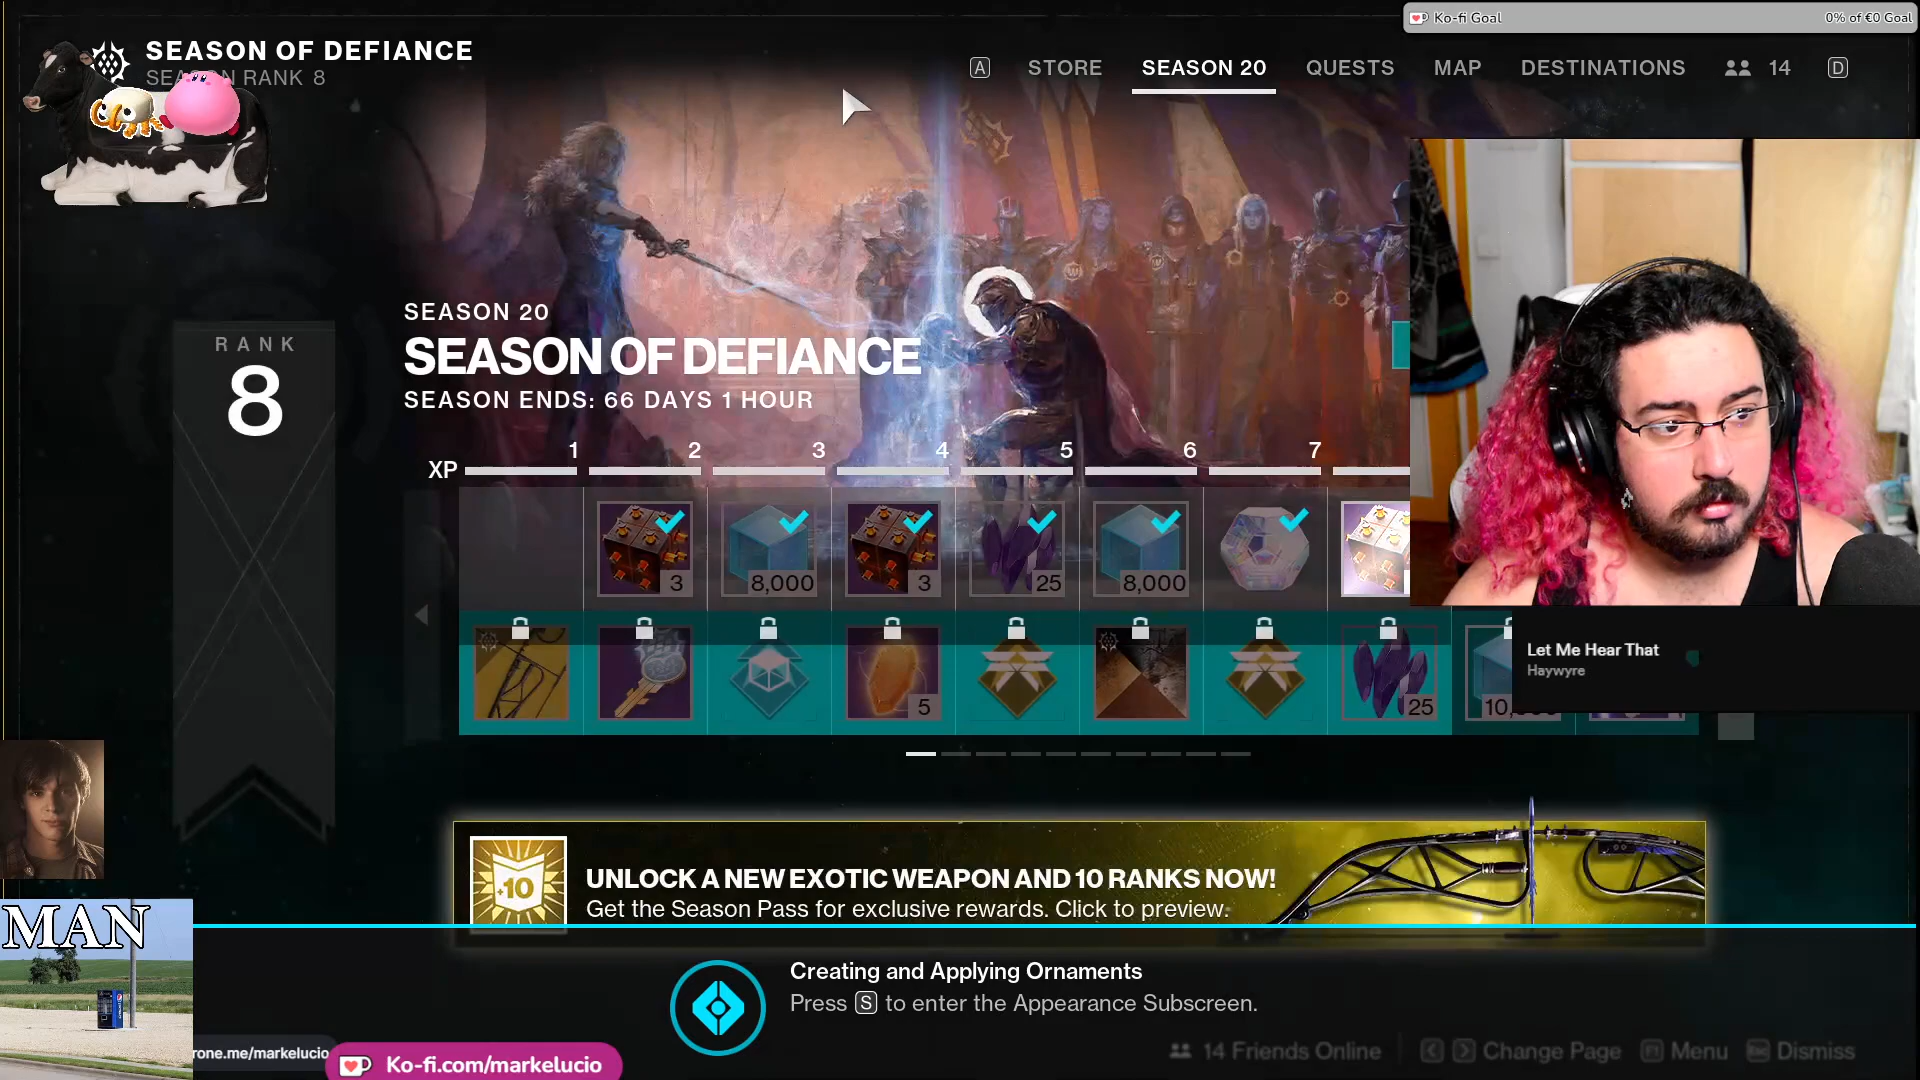 Ko-fi Goal
0% of €0 Goal
SEASON OF DEFIANCE
SEASON RANK 8
A
STORE
SEASON 20
QUESTS
MAP
DESTINATIONS
14
D
RANK
8
SEASON 20
SEASON OF DEFIANCE
SEASON ENDS: 66 DAYS 1 HOUR
XP
1
2
3
4
5
6
7
3
8,000
3
25
8,000
5
25
Let Me Hear That
Haywyre
+10
UNLOCK A NEW EXOTIC WEAPON AND 10 RANKS NOW!
Get the Season Pass for exclusive rewards. Click to preview.
MAN
Creating and Applying Ornaments
Press S to enter the Appearance Subscreen.
14 Friends Online
Change Page
F1 Menu
Dismiss
rone.me/markelucio
Ko-fi.com/markelucio